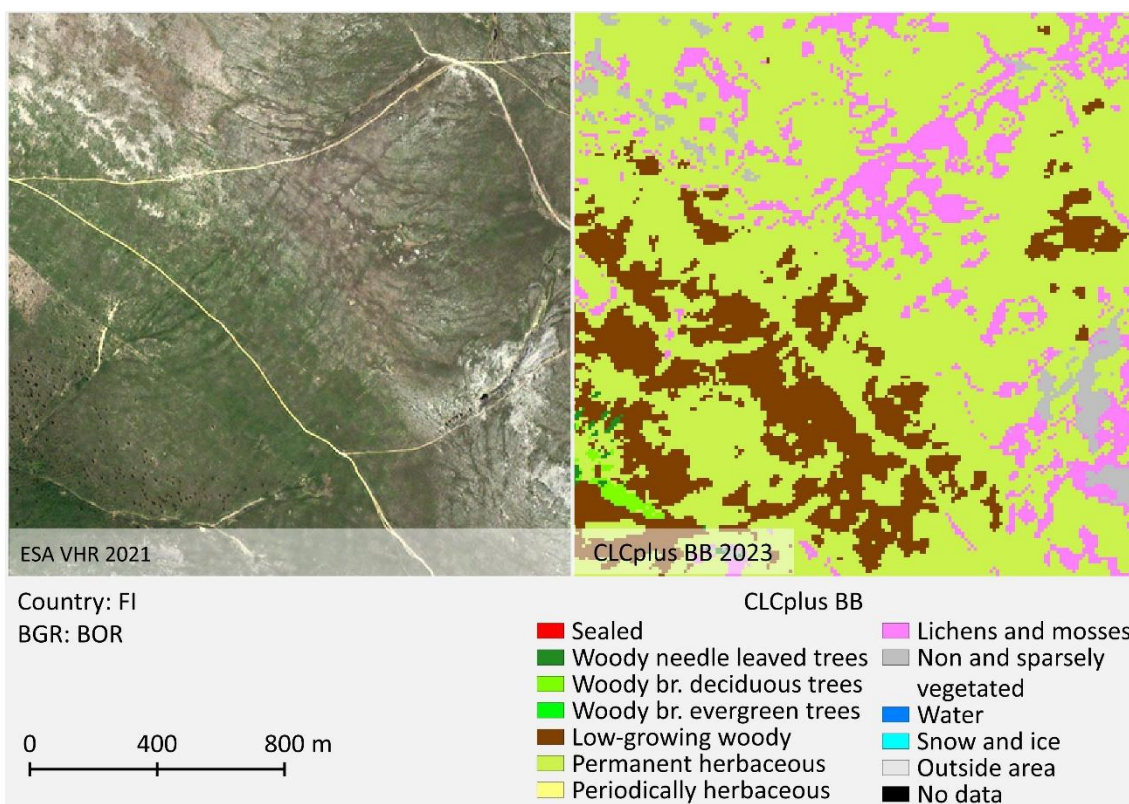 ESA VHR 2021
CLCplus BB 2023
Country: FI
BGR: BOR
0 400 800 m
CLCplus BB
Sealed
Woody needle leaved trees
Woody br. deciduous trees
Woody br. evergreen trees
Low-growing woody
Permanent herbaceous
Periodically herbaceous
Lichens and mosses
Non and sparsely
vegetated
Water
Snow and ice
Outside area
No data